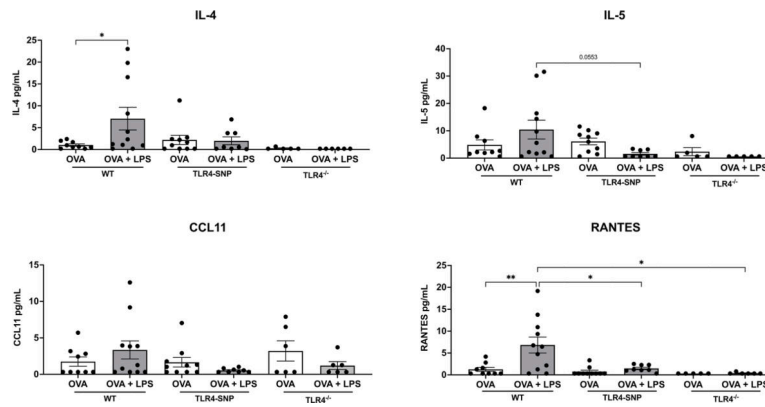 IL-4
*
IL-4 pg/mL
25
20
15
10
5
0
OVA OVA + LPS OVA OVA + LPS OVA OVA + LPS
WT TLR4-SNP TLR4-/-
IL-5
0.0553
IL-5 pg/mL
40
30
20
10
0
OVA OVA + LPS OVA OVA + LPS OVA OVA + LPS
WT TLR4-SNP TLR4-/-
CCL11
CCL11 pg/mL
15
10
5
0
OVA OVA + LPS OVA OVA + LPS OVA OVA + LPS
WT TLR4-SNP TLR4-/-
RANTES
*
** *
RANTES pg/mL
25
20
15
10
5
0
OVA OVA + LPS OVA OVA + LPS OVA OVA + LPS
WT TLR4-SNP TLR4-/-